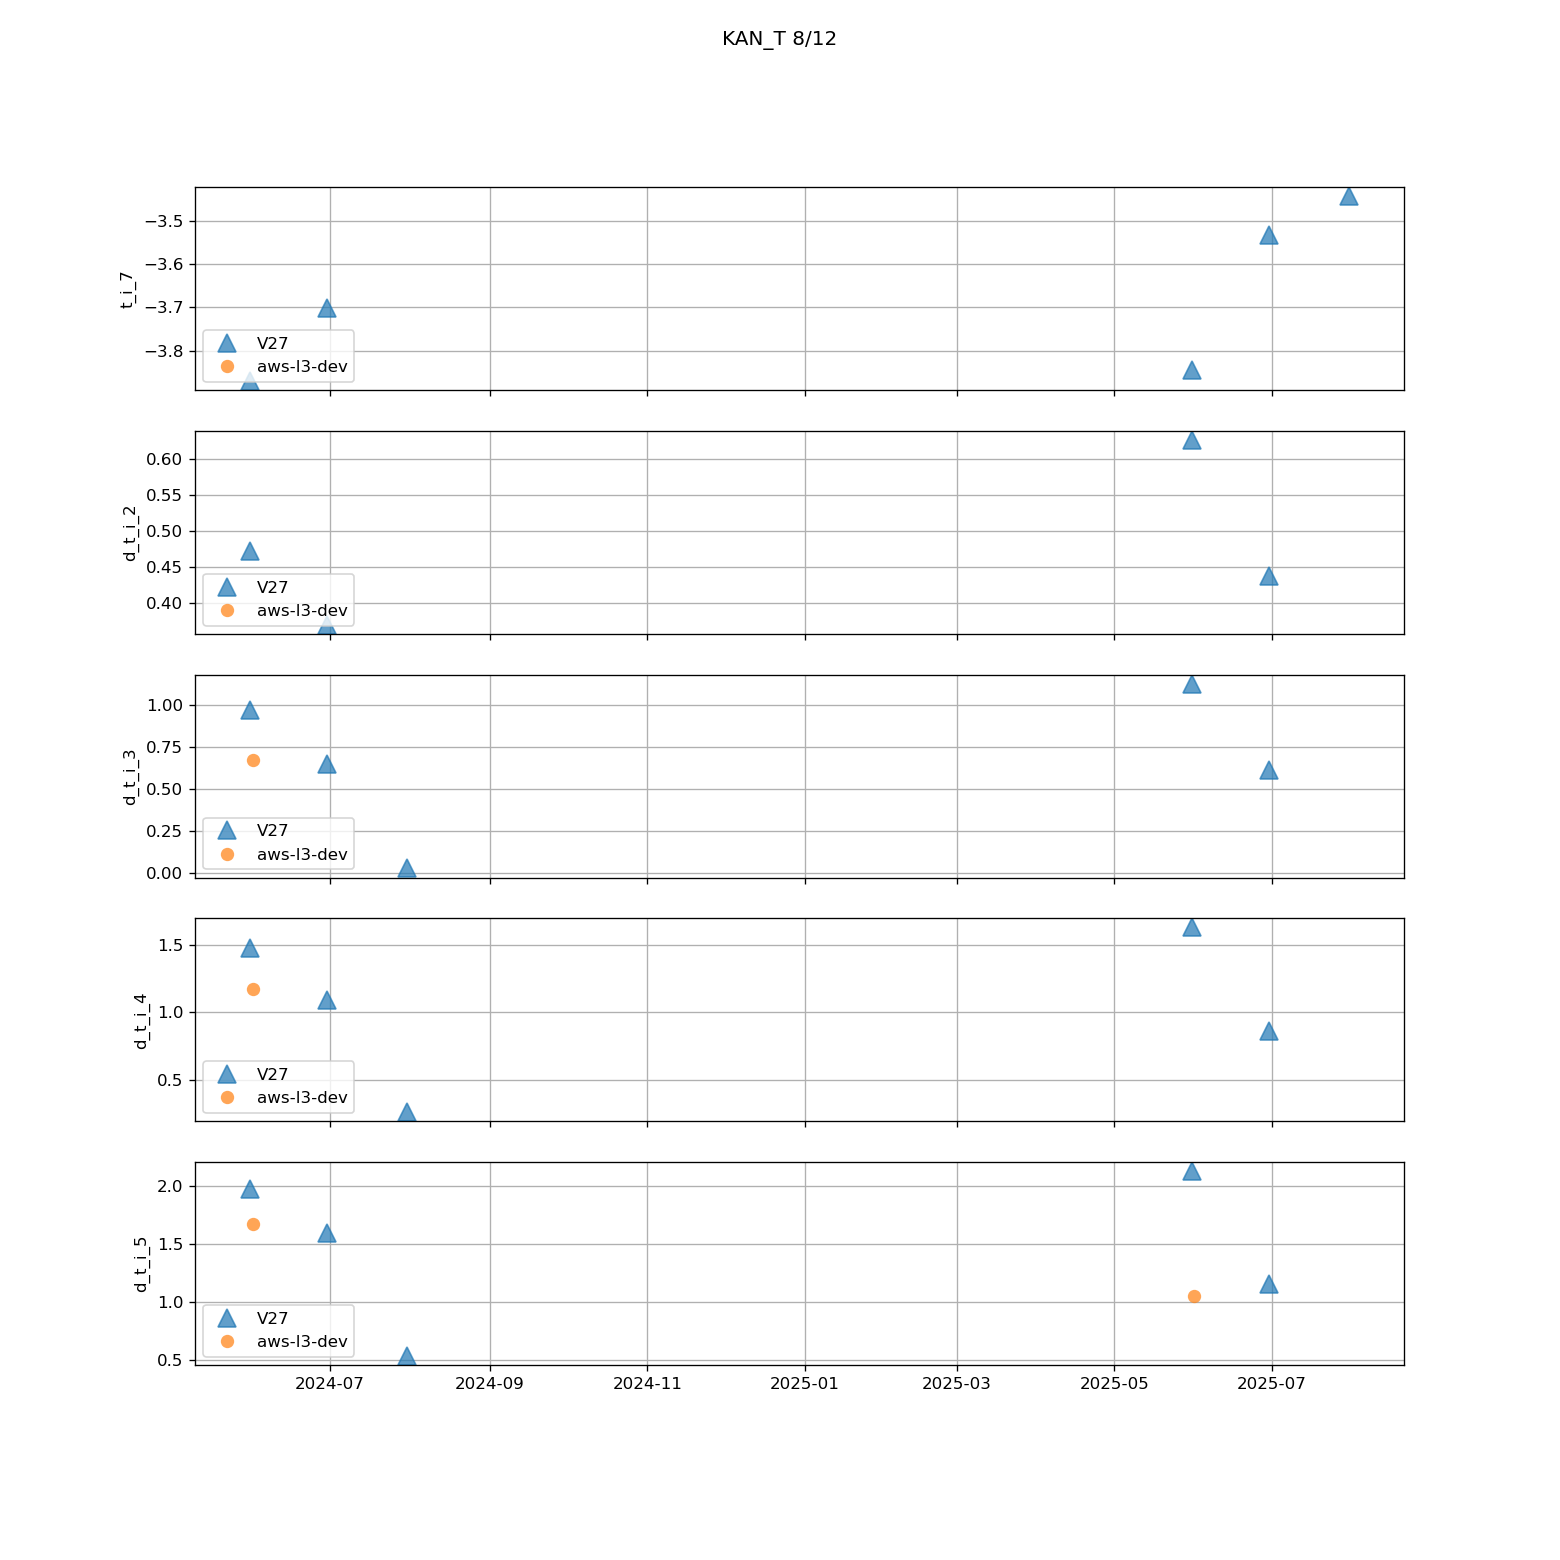 KAN_T 8/12
t_i_7
−3.5
−3.6
−3.7
−3.8
V27
aws-l3-dev
d_t_i_2
0.60
0.55
0.50
0.45
0.40
V27
aws-l3-dev
d_t_i_3
1.00
0.75
0.50
0.25
0.00
V27
aws-l3-dev
d_t_i_4
1.5
1.0
0.5
V27
aws-l3-dev
d_t_i_5
2.0
1.5
1.0
0.5
V27
aws-l3-dev
2024-07 2024-09 2024-11 2025-01 2025-03 2025-05 2025-07